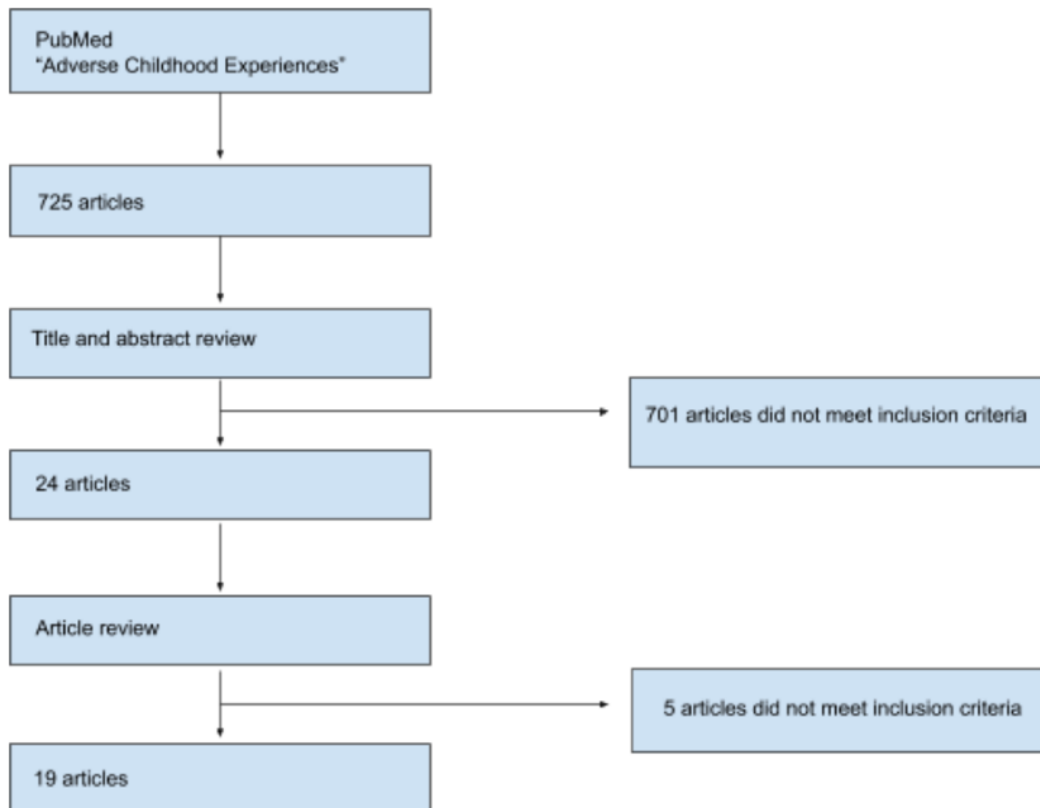 PubMed
“Adverse Childhood Experiences”
725 articles
Title and abstract review
701 articles did not meet inclusion criteria
24 articles
Article review
5 articles did not meet inclusion criteria
19 articles